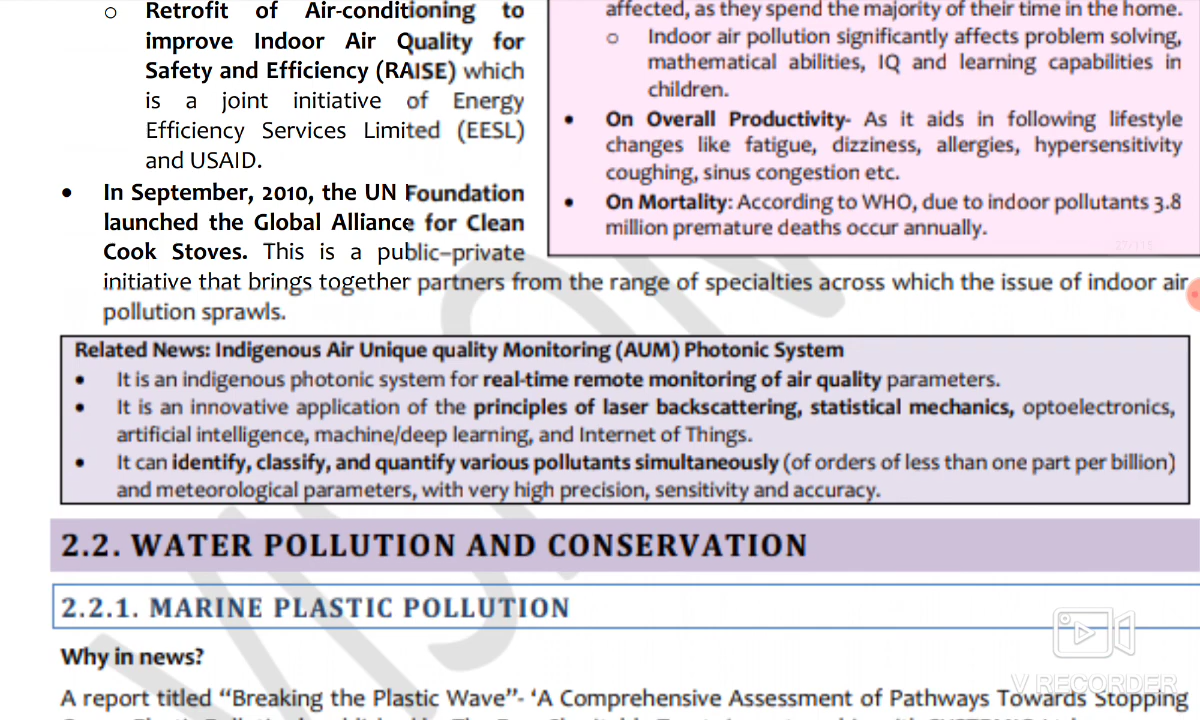 o Retrofit of Air-conditioning to
improve Indoor Air Quality for
Safety and Efficiency (RAISE) which
is a joint initiative of Energy
Efficiency Services Limited (EESL)
and USAID.
• In September, 2010, the UN Foundation
launched the Global Alliance for Clean
Cook Stoves. This is a public–private
initiative that brings together partners from the range of specialties across which the issue of indoor air
pollution sprawls.
affected, as they spend the majority of their time in the home.
o Indoor air pollution significantly affects problem solving,
mathematical abilities, IQ and learning capabilities in
children.
• On Overall Productivity- As it aids in following lifestyle
changes like fatigue, dizziness, allergies, hypersensitivity
coughing, sinus congestion etc.
• On Mortality: According to WHO, due to indoor pollutants 3.8
million premature deaths occur annually.
27/115
Related News: Indigenous Air Unique quality Monitoring (AUM) Photonic System
• It is an indigenous photonic system for real-time remote monitoring of air quality parameters.
• It is an innovative application of the principles of laser backscattering, statistical mechanics, optoelectronics,
artificial intelligence, machine/deep learning, and Internet of Things.
• It can identify, classify, and quantify various pollutants simultaneously (of orders of less than one part per billion)
and meteorological parameters, with very high precision, sensitivity and accuracy.
2.2. WATER POLLUTION AND CONSERVATION
2.2.1. MARINE PLASTIC POLLUTION
Why in news?
A report titled “Breaking the Plastic Wave”- ‘A Comprehensive Assessment of Pathways Towards Stopping
V RECORDER